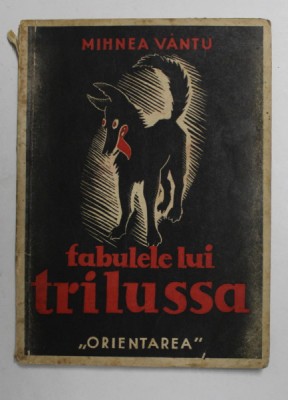 MIHNEA VÂNTU
fabulele lui
trilussa
„ORIENTAREA”